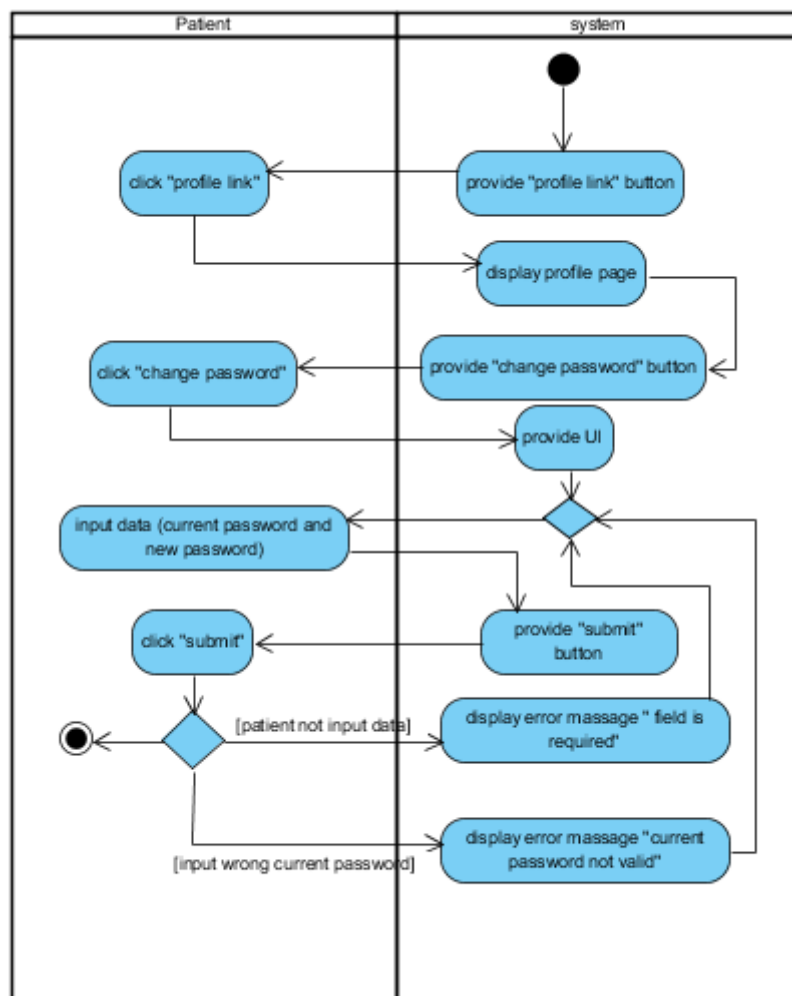 Patient
system
click "profile link"
provide "profile link" button
display profile page
click "change password"
provide "change password" button
provide UI
input data (current password and
new password)
click "submit"
provide "submit"
button
[patient not input data]
display error massage " field is
required"
[input wrong current password]
display error massage "current
password not valid"